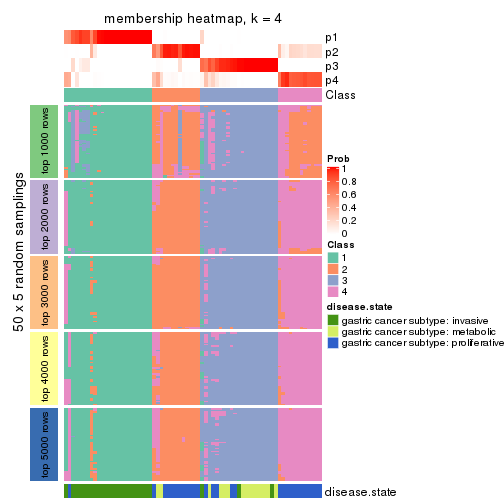 membership heatmap, k = 4
p1
p2
p3
p4
Class
50 x 5 random samplings
top 1000 rows
top 2000 rows
top 3000 rows
top 4000 rows
top 5000 rows
Prob
1
0.8
0.6
0.4
0.2
0
Class
1
2
3
4
disease.state
gastric cancer subtype: invasive
gastric cancer subtype: metabolic
gastric cancer subtype: proliferative
disease.state